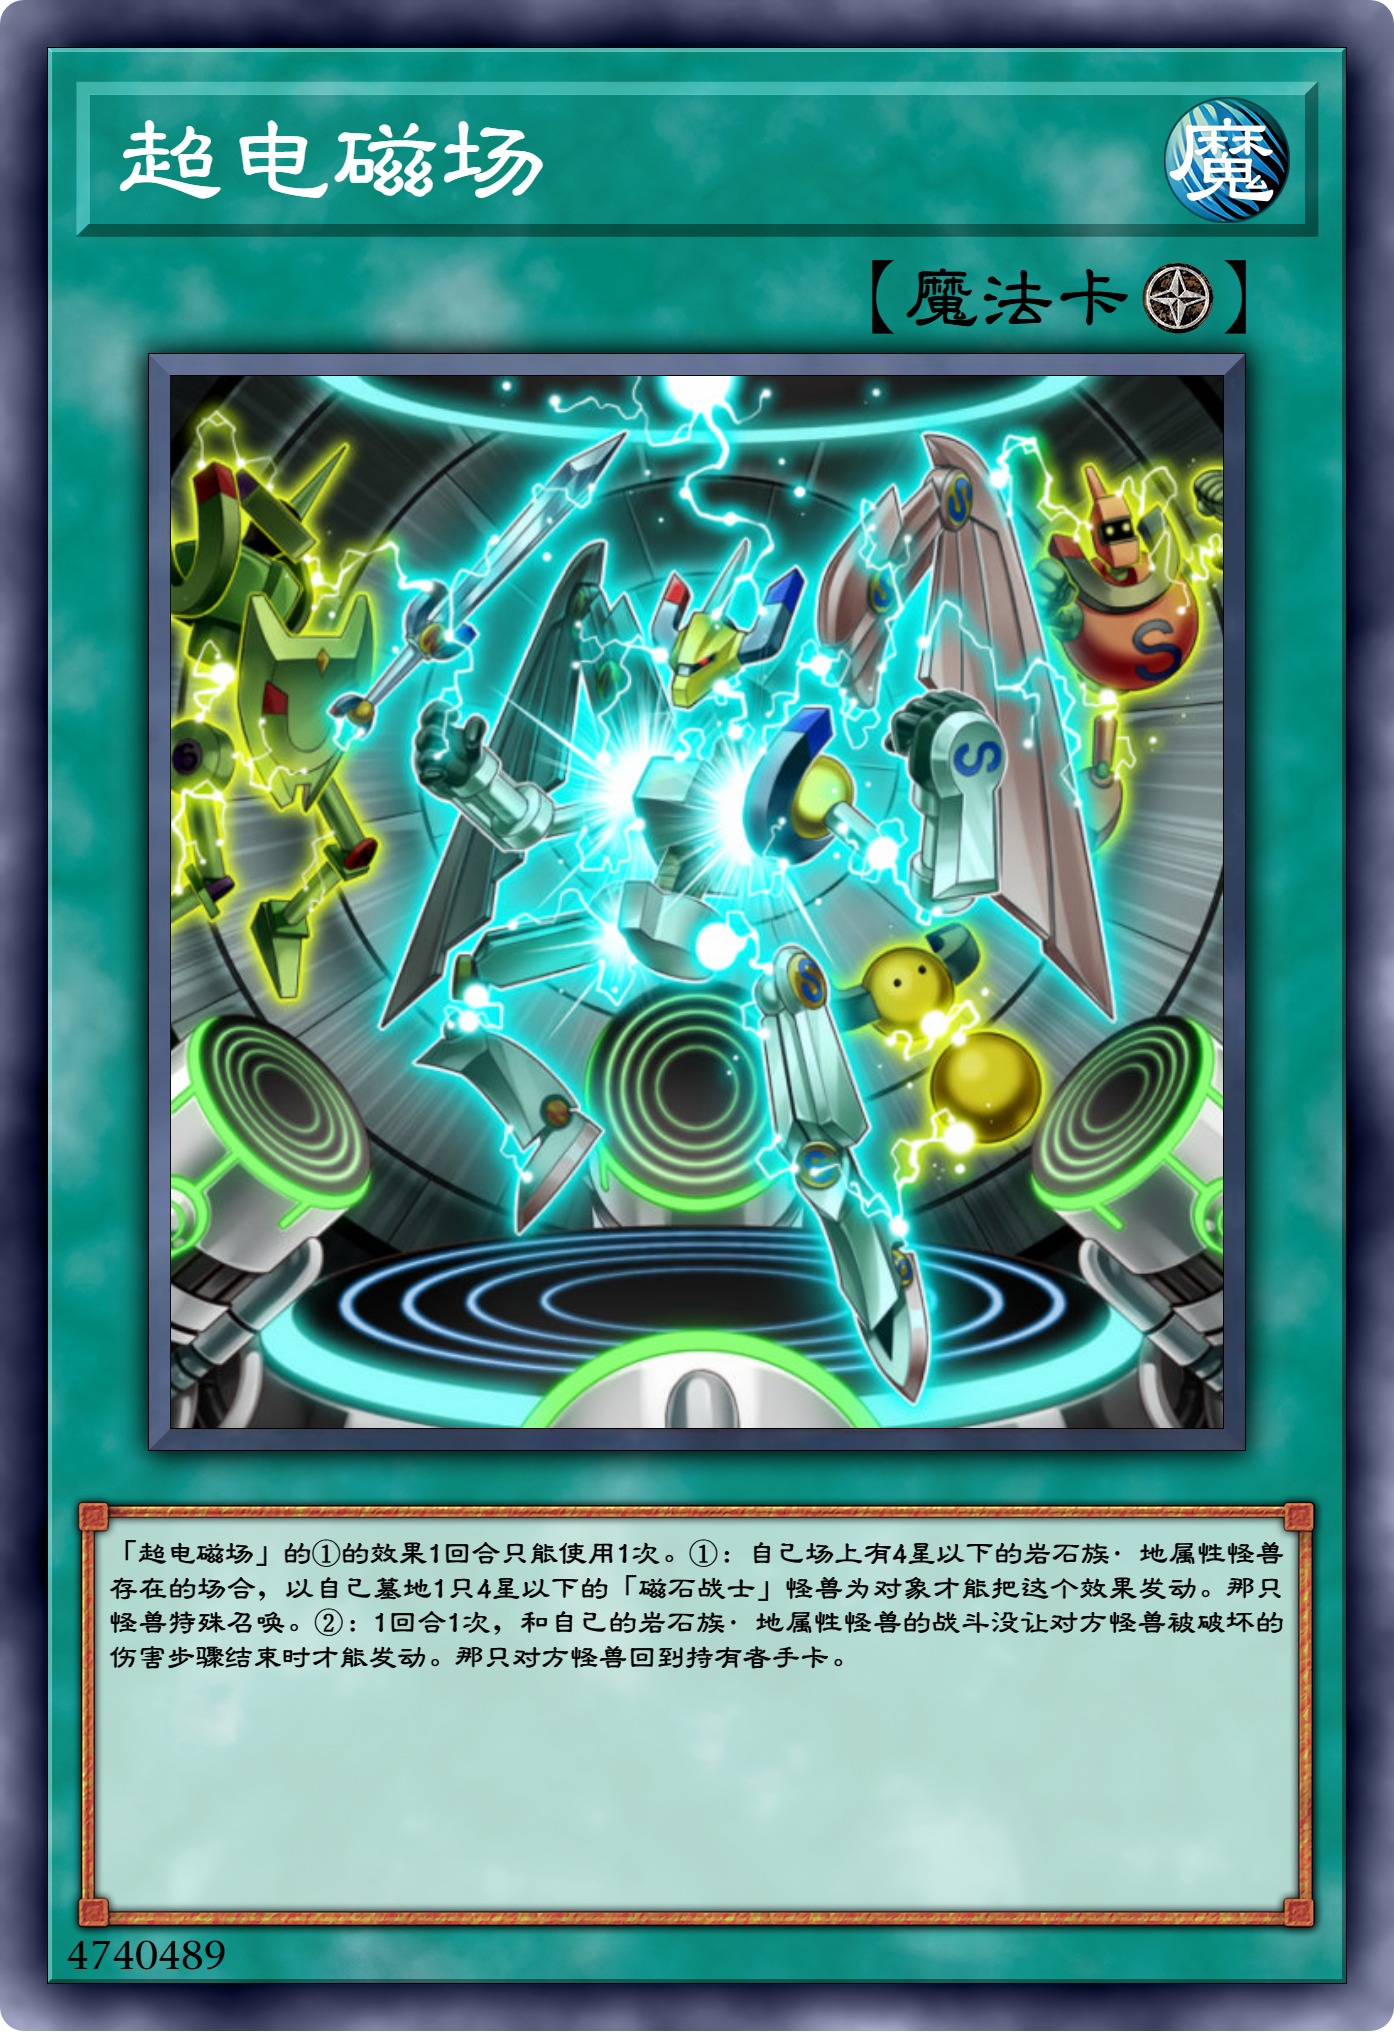 超电磁场
魔
【魔法卡】
S
S
S
S
6
S
S
「超电磁场」的①的效果1回合只能使用1次。①：自己场上有4星以下的岩石族·地属性怪兽
存在的场合，以自己墓地1只4星以下的「磁石战士」怪兽为对象才能把这个效果发动。那只
怪兽特殊召唤。②：1回合1次，和自己的岩石族·地属性怪兽的战斗没让对方怪兽被破坏的
伤害步骤结束时才能发动。那只对方怪兽回到持有者手卡。
4740489